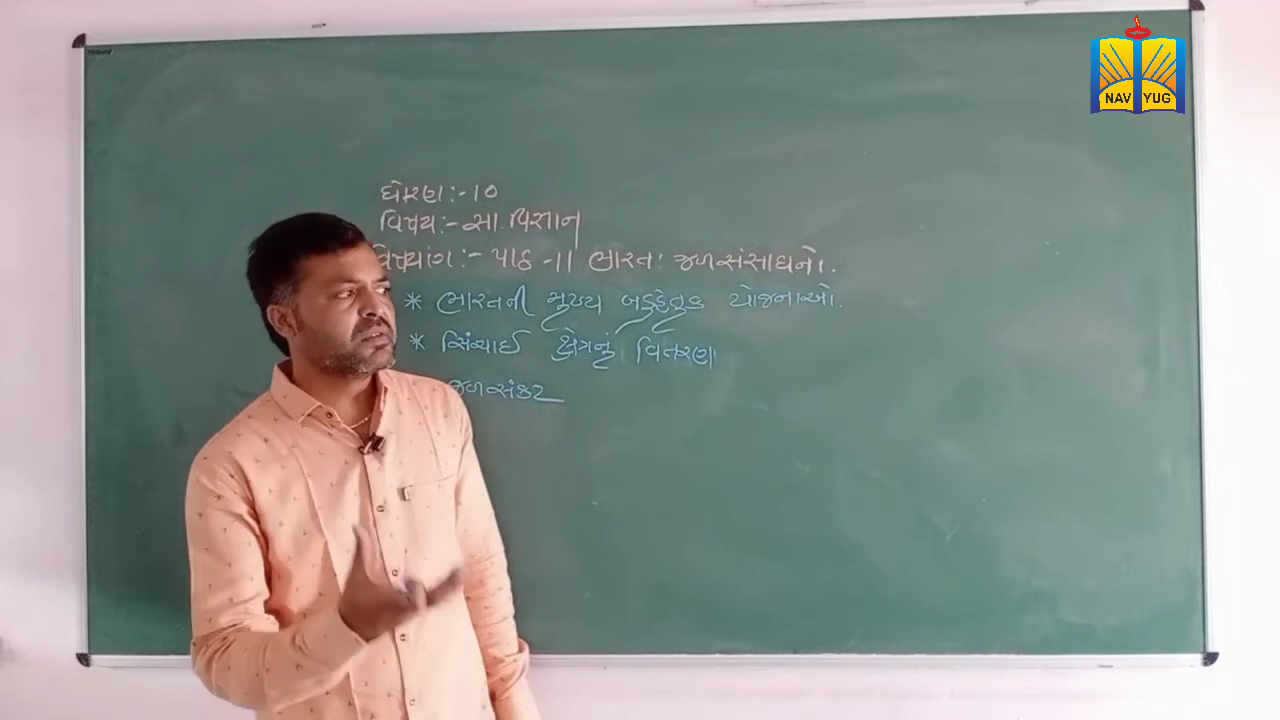 NAV YUG
ધોરણ :- 10
વિષય :- સા. વિજ્ઞાન
વિષયાંગ :- પાઠ -11 ભારત : જળસંસાધનો.
* ભારતની મુખ્ય બહુહેતુક યોજનાઓ.
* સિંચાઈ ક્ષેત્રનું વિતરણ
જળસંકટ